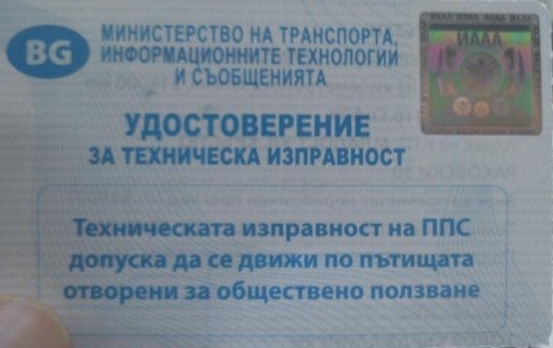 BG
МИНИСТЕРСТВО НА ТРАНСПОРТА,
ИНФОРМАЦИОННИТЕ ТЕХНОЛОГИИ
И СЪОБЩЕНИЯТА
ИААА
УДОСТОВЕРЕНИЕ
ЗА ТЕХНИЧЕСКА ИЗПРАВНОСТ
Техническата изправност на ППС
допуска да се движи по пътищата
отворени за обществено ползване